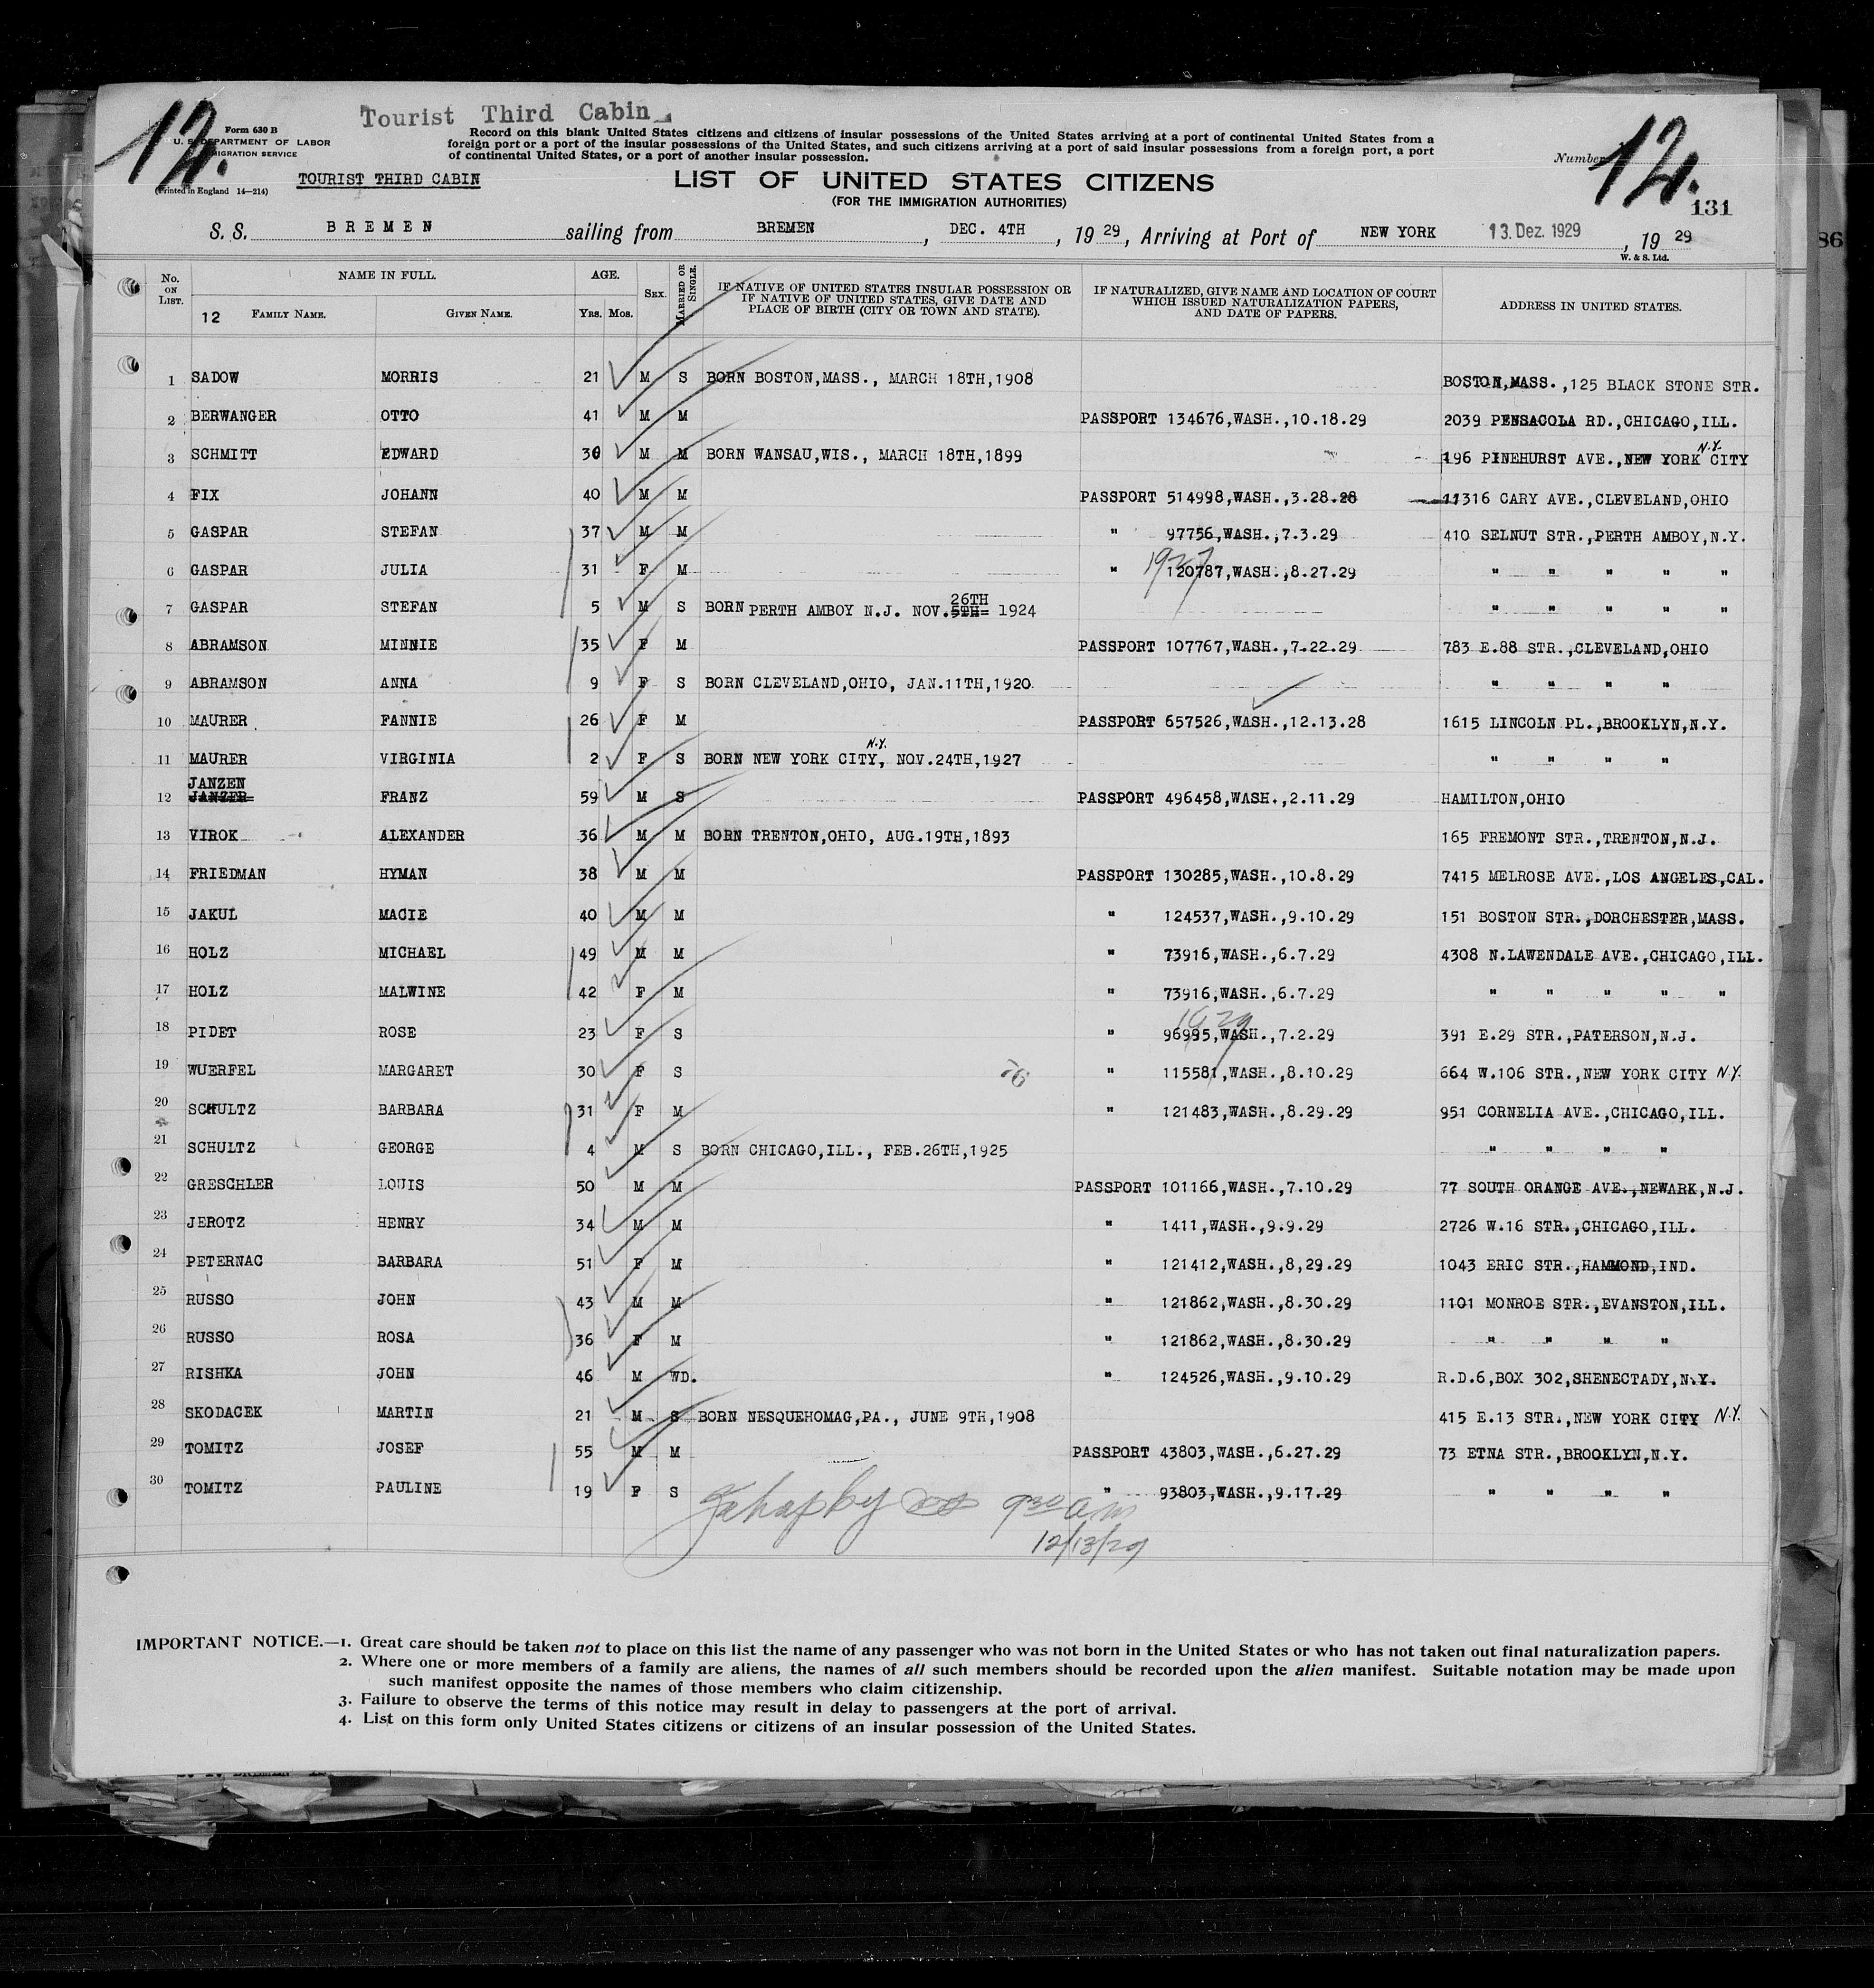 Tourist Third Cabin
12.
Form 630 B
U. S. DEPARTMENT OF LABOR
IMMIGRATION SERVICE
(Printed in England 14—214)
TOURIST THIRD CABIN
Record on this blank United States citizens and citizens of insular possessions of the United States arriving at a port of continental United States from a
foreign port or a port of the insular possessions of the United States, and such citizens arriving at a port of said insular possessions from a foreign port, a port
of continental United States, or a port of another insular possession.
Number 12.
131
LIST OF UNITED STATES CITIZENS
(FOR THE IMMIGRATION AUTHORITIES)
S. S. BREMEN sailing from BREMEN, DEC. 4TH, 1929, Arriving at Port of NEW YORK 13. Dez. 1929, 1929
W. & S. Ltd.
86
No. ON LIST.
NAME IN FULL.
12 FAMILY NAME. GIVEN NAME.
AGE.
Yrs. Mos.
SEX.
MARRIED OR SINGLE.
IF NATIVE OF UNITED STATES INSULAR POSSESSION OR
IF NATIVE OF UNITED STATES, GIVE DATE AND
PLACE OF BIRTH (CITY OR TOWN AND STATE).
IF NATURALIZED, GIVE NAME AND LOCATION OF COURT
WHICH ISSUED NATURALIZATION PAPERS,
AND DATE OF PAPERS.
ADDRESS IN UNITED STATES.
1 SADOW MORRIS 21 M S BORN BOSTON,MASS., MARCH 18TH,1908 BOSTON,MASS.,125 BLACK STONE STR.
2 BERWANGER OTTO 41 M M PASSPORT 134676,WASH.,10.18.29 2039 PENSACOLA RD.,CHICAGO,ILL.
3 SCHMITT EDWARD 30 M M BORN WANSAU,WIS., MARCH 18TH,1899 196 PINEHURST AVE.,NEW YORK CITY N.Y.
4 FIX JOHANN 40 M M PASSPORT 514998,WASH.,3.28.28 11316 CARY AVE.,CLEVELAND,OHIO
5 GASPAR STEFAN 37 M M " 97756,WASH.,7.3.29 410 SELNUT STR.,PERTH AMBOY,N.Y.
6 GASPAR JULIA 31 F M " 120787,WASH.,8.27.29 " " " " "
7 GASPAR STEFAN 5 M S BORN PERTH AMBOY N.J. NOV. 26TH 5TH 1924 " " " " "
8 ABRAMSON MINNIE 35 F M PASSPORT 107767,WASH.,7.22.29 783 E.88 STR.,CLEVELAND,OHIO
9 ABRAMSON ANNA 9 F S BORN CLEVELAND,OHIO, JAN.11TH,1920 " " " "
10 MAURER FANNIE 26 F M PASSPORT 657526,WASH.,12.13.28 1615 LINCOLN PL.,BROOKLYN,N.Y.
11 MAURER VIRGINIA 2 F S BORN NEW YORK CITY, N.Y. NOV.24TH,1927 " " " "
JANZEN
12 JANZER FRANZ 59 M S PASSPORT 496458,WASH.,2.11.29 HAMILTON,OHIO
13 VIROK ALEXANDER 36 M M BORN TRENTON,OHIO, AUG.19TH,1893 165 FREMONT STR.,TRENTON,N.J.
14 FRIEDMAN HYMAN 38 M M PASSPORT 130285,WASH.,10.8.29 7415 MELROSE AVE.,LOS ANGELES,CAL.
15 JAKUL MACIE 40 M M " 124537,WASH.,9.10.29 151 BOSTON STR.,DORCHESTER,MASS.
16 HOLZ MICHAEL 49 M M " 73916,WASH.,6.7.29 4308 N.LAWENDALE AVE.,CHICAGO,ILL.
17 HOLZ MALWINE 42 F M " 73916,WASH.,6.7.29 " " " " "
18 PIDET ROSE 23 F S " 96995,WASH.,7.2.29 391 E.29 STR.,PATERSON,N.J.
19 WUERFEL MARGARET 30 F S " 115581,WASH.,8.10.29 664 W.106 STR.,NEW YORK CITY N.Y.
20 SCHULTZ BARBARA 31 F M " 121483,WASH.,8.29.29 951 CORNELIA AVE.,CHICAGO,ILL.
21 SCHULTZ GEORGE 4 M S BORN CHICAGO,ILL., FEB.26TH,1925 " " " "
22 GRESCHLER LOUIS 50 M M PASSPORT 101166,WASH.,7.10.29 77 SOUTH ORANGE AVE.,NEWARK,N.J.
23 JEROTZ HENRY 34 M M " 1411,WASH.,9.9.29 2726 W.16 STR.,CHICAGO,ILL.
24 PETERNAC BARBARA 51 F M " 121412,WASH.,8,29.29 1043 ERIC STR.,HAMMOND,IND.
25 RUSSO JOHN 43 M M " 121862,WASH.,8.30.29 1101 MONROE STR.,EVANSTON,ILL.
26 RUSSO ROSA 36 F M " 121862,WASH.,8.30.29 " " " "
27 RISHKA JOHN 46 M WD. " 124526,WASH.,9.10.29 R.D.6,BOX 302,SHENECTADY,N.Y.
28 SKODACEK MARTIN 21 M S BORN NESQUEHOMAG,PA., JUNE 9TH,1908 415 E.13 STR.,NEW YORK CITY N.Y.
29 TOMITZ JOSEF 55 M M PASSPORT 43803,WASH.,6.27.29 73 ETNA STR.,BROOKLYN,N.Y.
30 TOMITZ PAULINE 19 F S " 93803,WASH.,9.17.29 " " " "
9 30 am
12/13/29
IMPORTANT NOTICE.—1. Great care should be taken not to place on this list the name of any passenger who was not born in the United States or who has not taken out final naturalization papers.
2. Where one or more members of a family are aliens, the names of all such members should be recorded upon the alien manifest. Suitable notation may be made upon
such manifest opposite the names of those members who claim citizenship.
3. Failure to observe the terms of this notice may result in delay to passengers at the port of arrival.
4. List on this form only United States citizens or citizens of an insular possession of the United States.